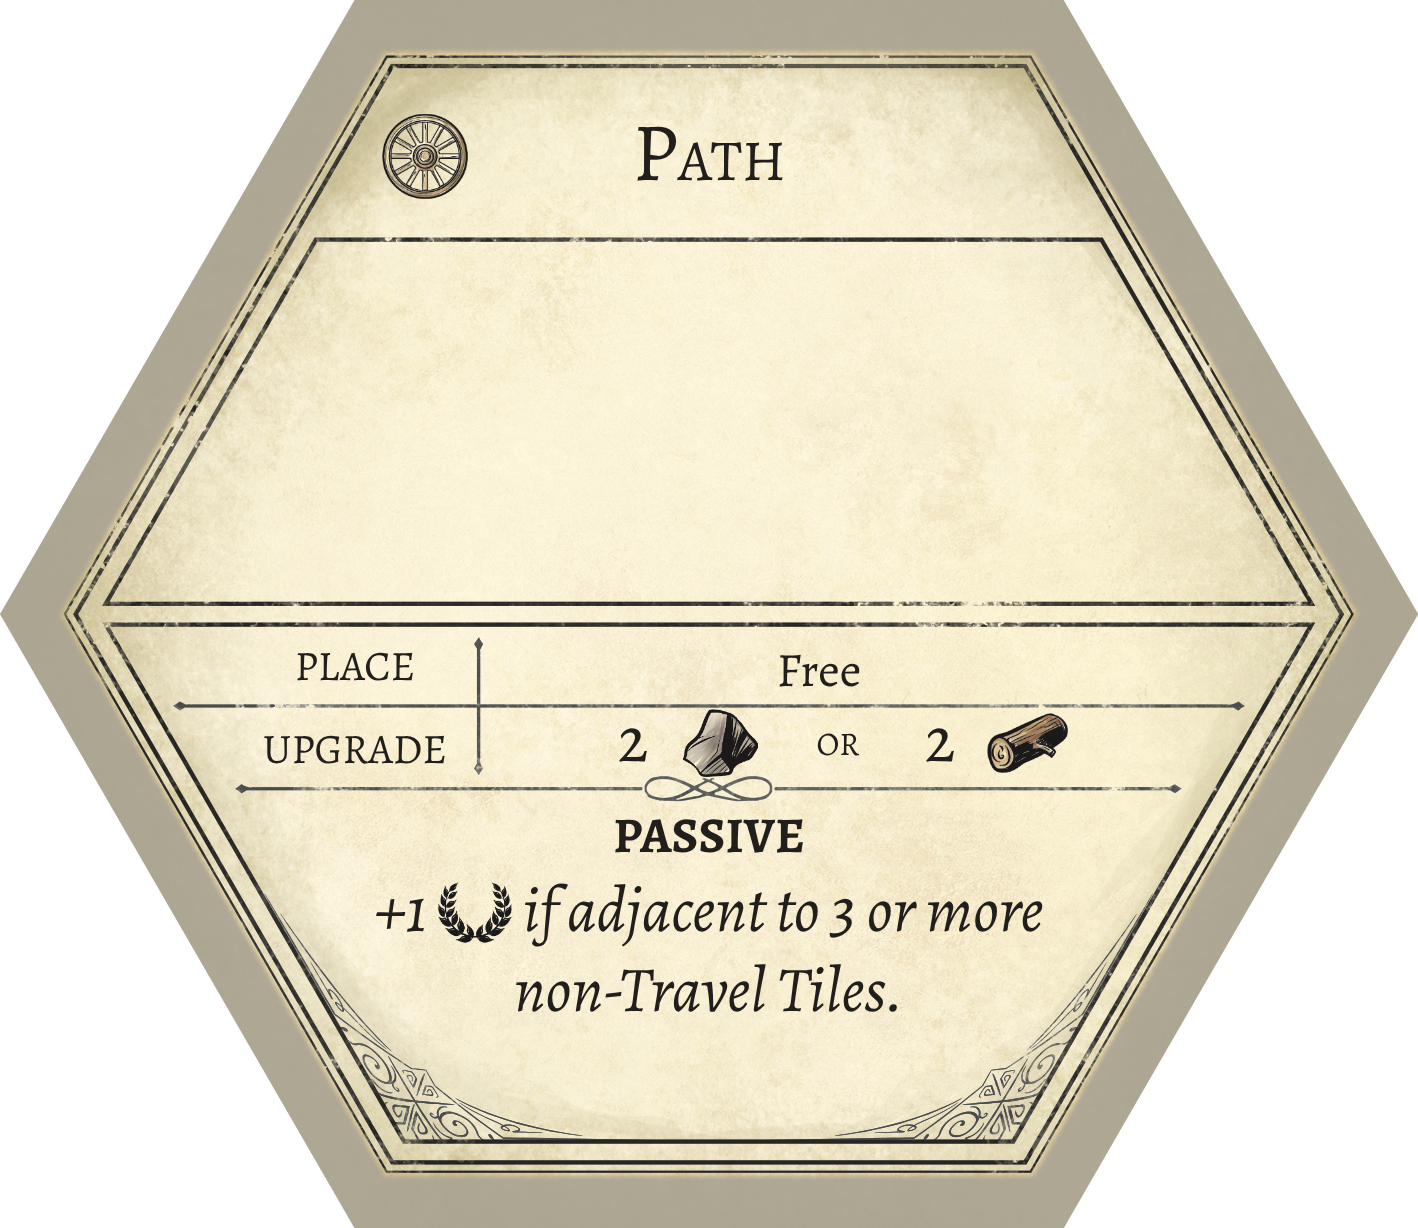 Path
PLACE Free
UPGRADE 2 OR 2
PASSIVE
+1 if adjacent to 3 or more
non-Travel Tiles.